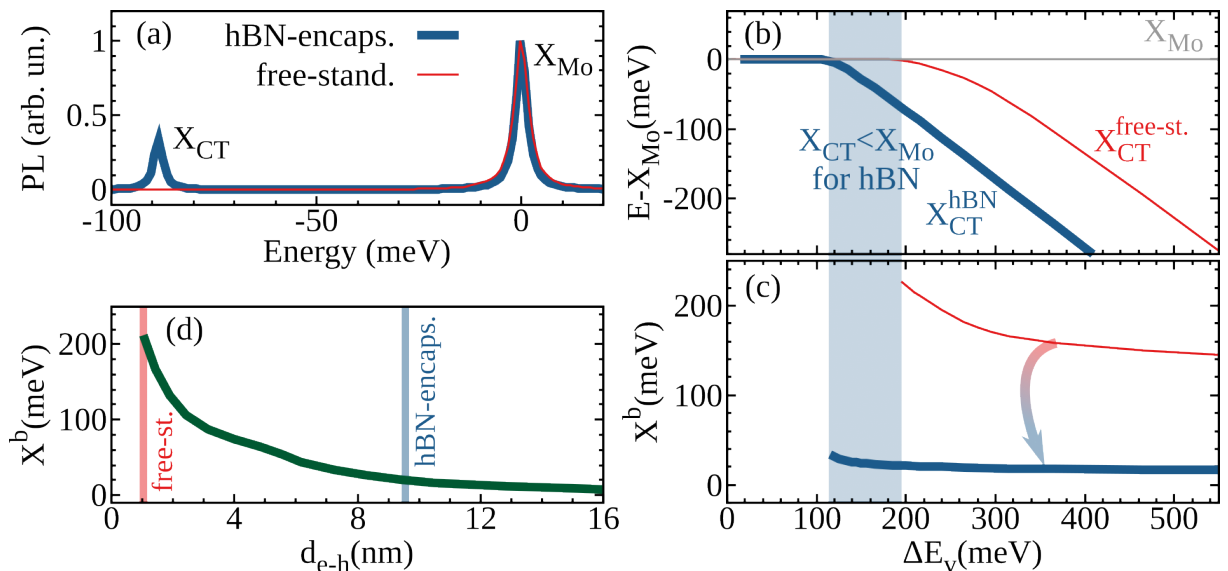 (a)
hBN-encaps.
free-stand.
X_Mo
X_CT
PL (arb. un.)
1
0.5
0
-100
-50
0
Energy (meV)
(b)
X_Mo
E-X_Mo(meV)
0
-100
-200
X_CT<X_Mo
for hBN
X_CT^hBN
X_CT^free-st.
(c)
X^b(meV)
200
100
0
0
100
200
300
400
500
ΔE_v(meV)
(d)
X^b(meV)
200
100
0
free-st.
hBN-encaps.
0
4
8
12
16
d_e-h(nm)